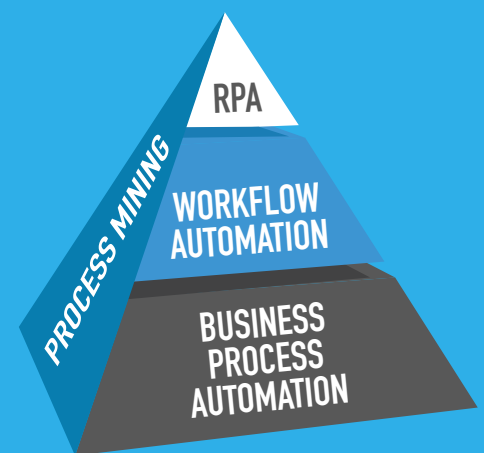 RPA
PROCESS MINING
WORKFLOW
AUTOMATION
BUSINESS
PROCESS
AUTOMATION